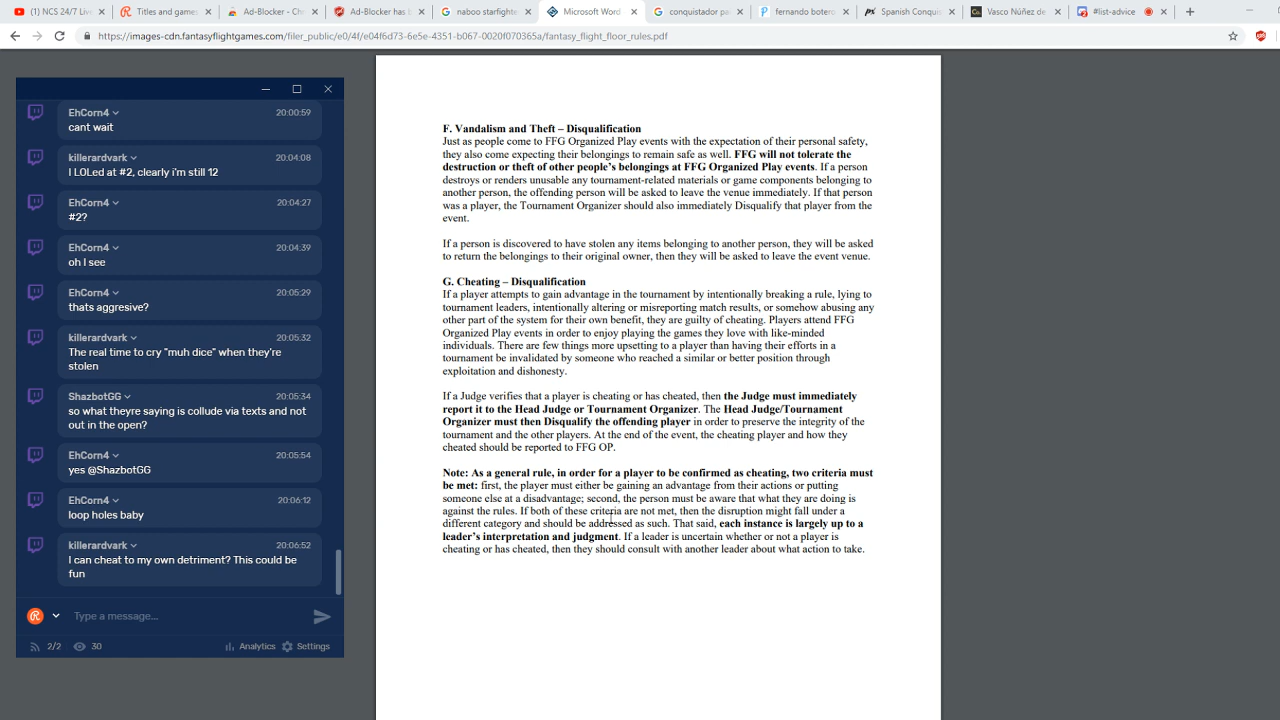 (1) NCS 24/7 Live
Titles and games
Ad-Blocker - Chr
Ad-Blocker has b
naboo starfighte
Microsoft Word
conquistador pa
fernando botero
Spanish Conqui
Vasco Núñez de
#list-advice
https://images-cdn.fantasyflightgames.com/filer_public/e0/4f/e04f6d73-6e5e-4351-b067-0020f070365a/fantasy_flight_floor_rules.pdf
EhCorn4 20:00:59
cant wait
killerardvark 20:04:08
I LOLed at #2, clearly i'm still 12
EhCorn4 20:04:27
#2?
EhCorn4 20:04:39
oh I see
EhCorn4 20:05:29
thats aggresive?
killerardvark 20:05:32
The real time to cry "muh dice" when they're
stolen
ShazbotGG 20:05:34
so what theyre saying is collude via texts and not
out in the open?
EhCorn4 20:05:54
yes @ShazbotGG
EhCorn4 20:06:12
loop holes baby
killerardvark 20:06:52
I can cheat to my own detriment? This could be
fun
Type a message...
2/2 30 Analytics Settings
F. Vandalism and Theft – Disqualification
Just as people come to FFG Organized Play events with the expectation of their personal safety,
they also come expecting their belongings to remain safe as well. FFG will not tolerate the
destruction or theft of other people's belongings at FFG Organized Play events. If a person
destroys or renders unusable any tournament-related materials or game components belonging to
another person, the offending person will be asked to leave the venue immediately. If that person
was a player, the Tournament Organizer should also immediately Disqualify that player from the
event.
If a person is discovered to have stolen any items belonging to another person, they will be asked
to return the belongings to their original owner, then they will be asked to leave the event venue.
G. Cheating – Disqualification
If a player attempts to gain advantage in the tournament by intentionally breaking a rule, lying to
tournament leaders, intentionally altering or misreporting match results, or somehow abusing any
other part of the system for their own benefit, they are guilty of cheating. Players attend FFG
Organized Play events in order to enjoy playing the games they love with like-minded
individuals. There are few things more upsetting to a player than having their efforts in a
tournament be invalidated by someone who reached a similar or better position through
exploitation and dishonesty.
If a Judge verifies that a player is cheating or has cheated, then the Judge must immediately
report it to the Head Judge or Tournament Organizer. The Head Judge/Tournament
Organizer must then Disqualify the offending player in order to preserve the integrity of the
tournament and the other players. At the end of the event, the cheating player and how they
cheated should be reported to FFG OP.
Note: As a general rule, in order for a player to be confirmed as cheating, two criteria must
be met: first, the player must either be gaining an advantage from their actions or putting
someone else at a disadvantage; second, the person must be aware that what they are doing is
against the rules. If both of these criteria are not met, then the disruption might fall under a
different category and should be addressed as such. That said, each instance is largely up to a
leader's interpretation and judgment. If a leader is uncertain whether or not a player is
cheating or has cheated, then they should consult with another leader about what action to take.